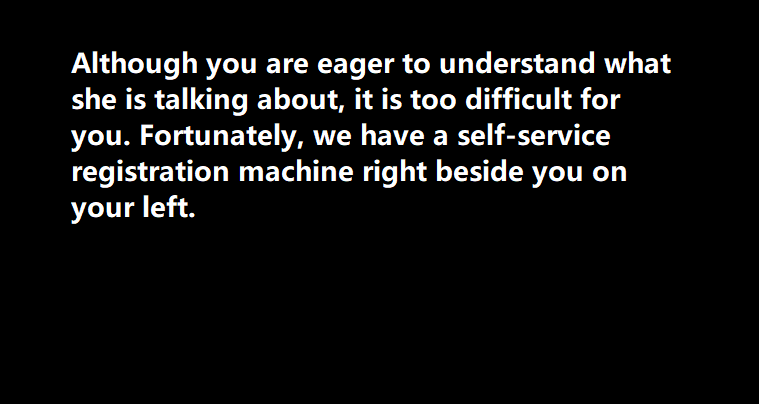 Although you are eager to understand what
she is talking about, it is too difficult for
you. Fortunately, we have a self-service
registration machine right beside you on
your left.